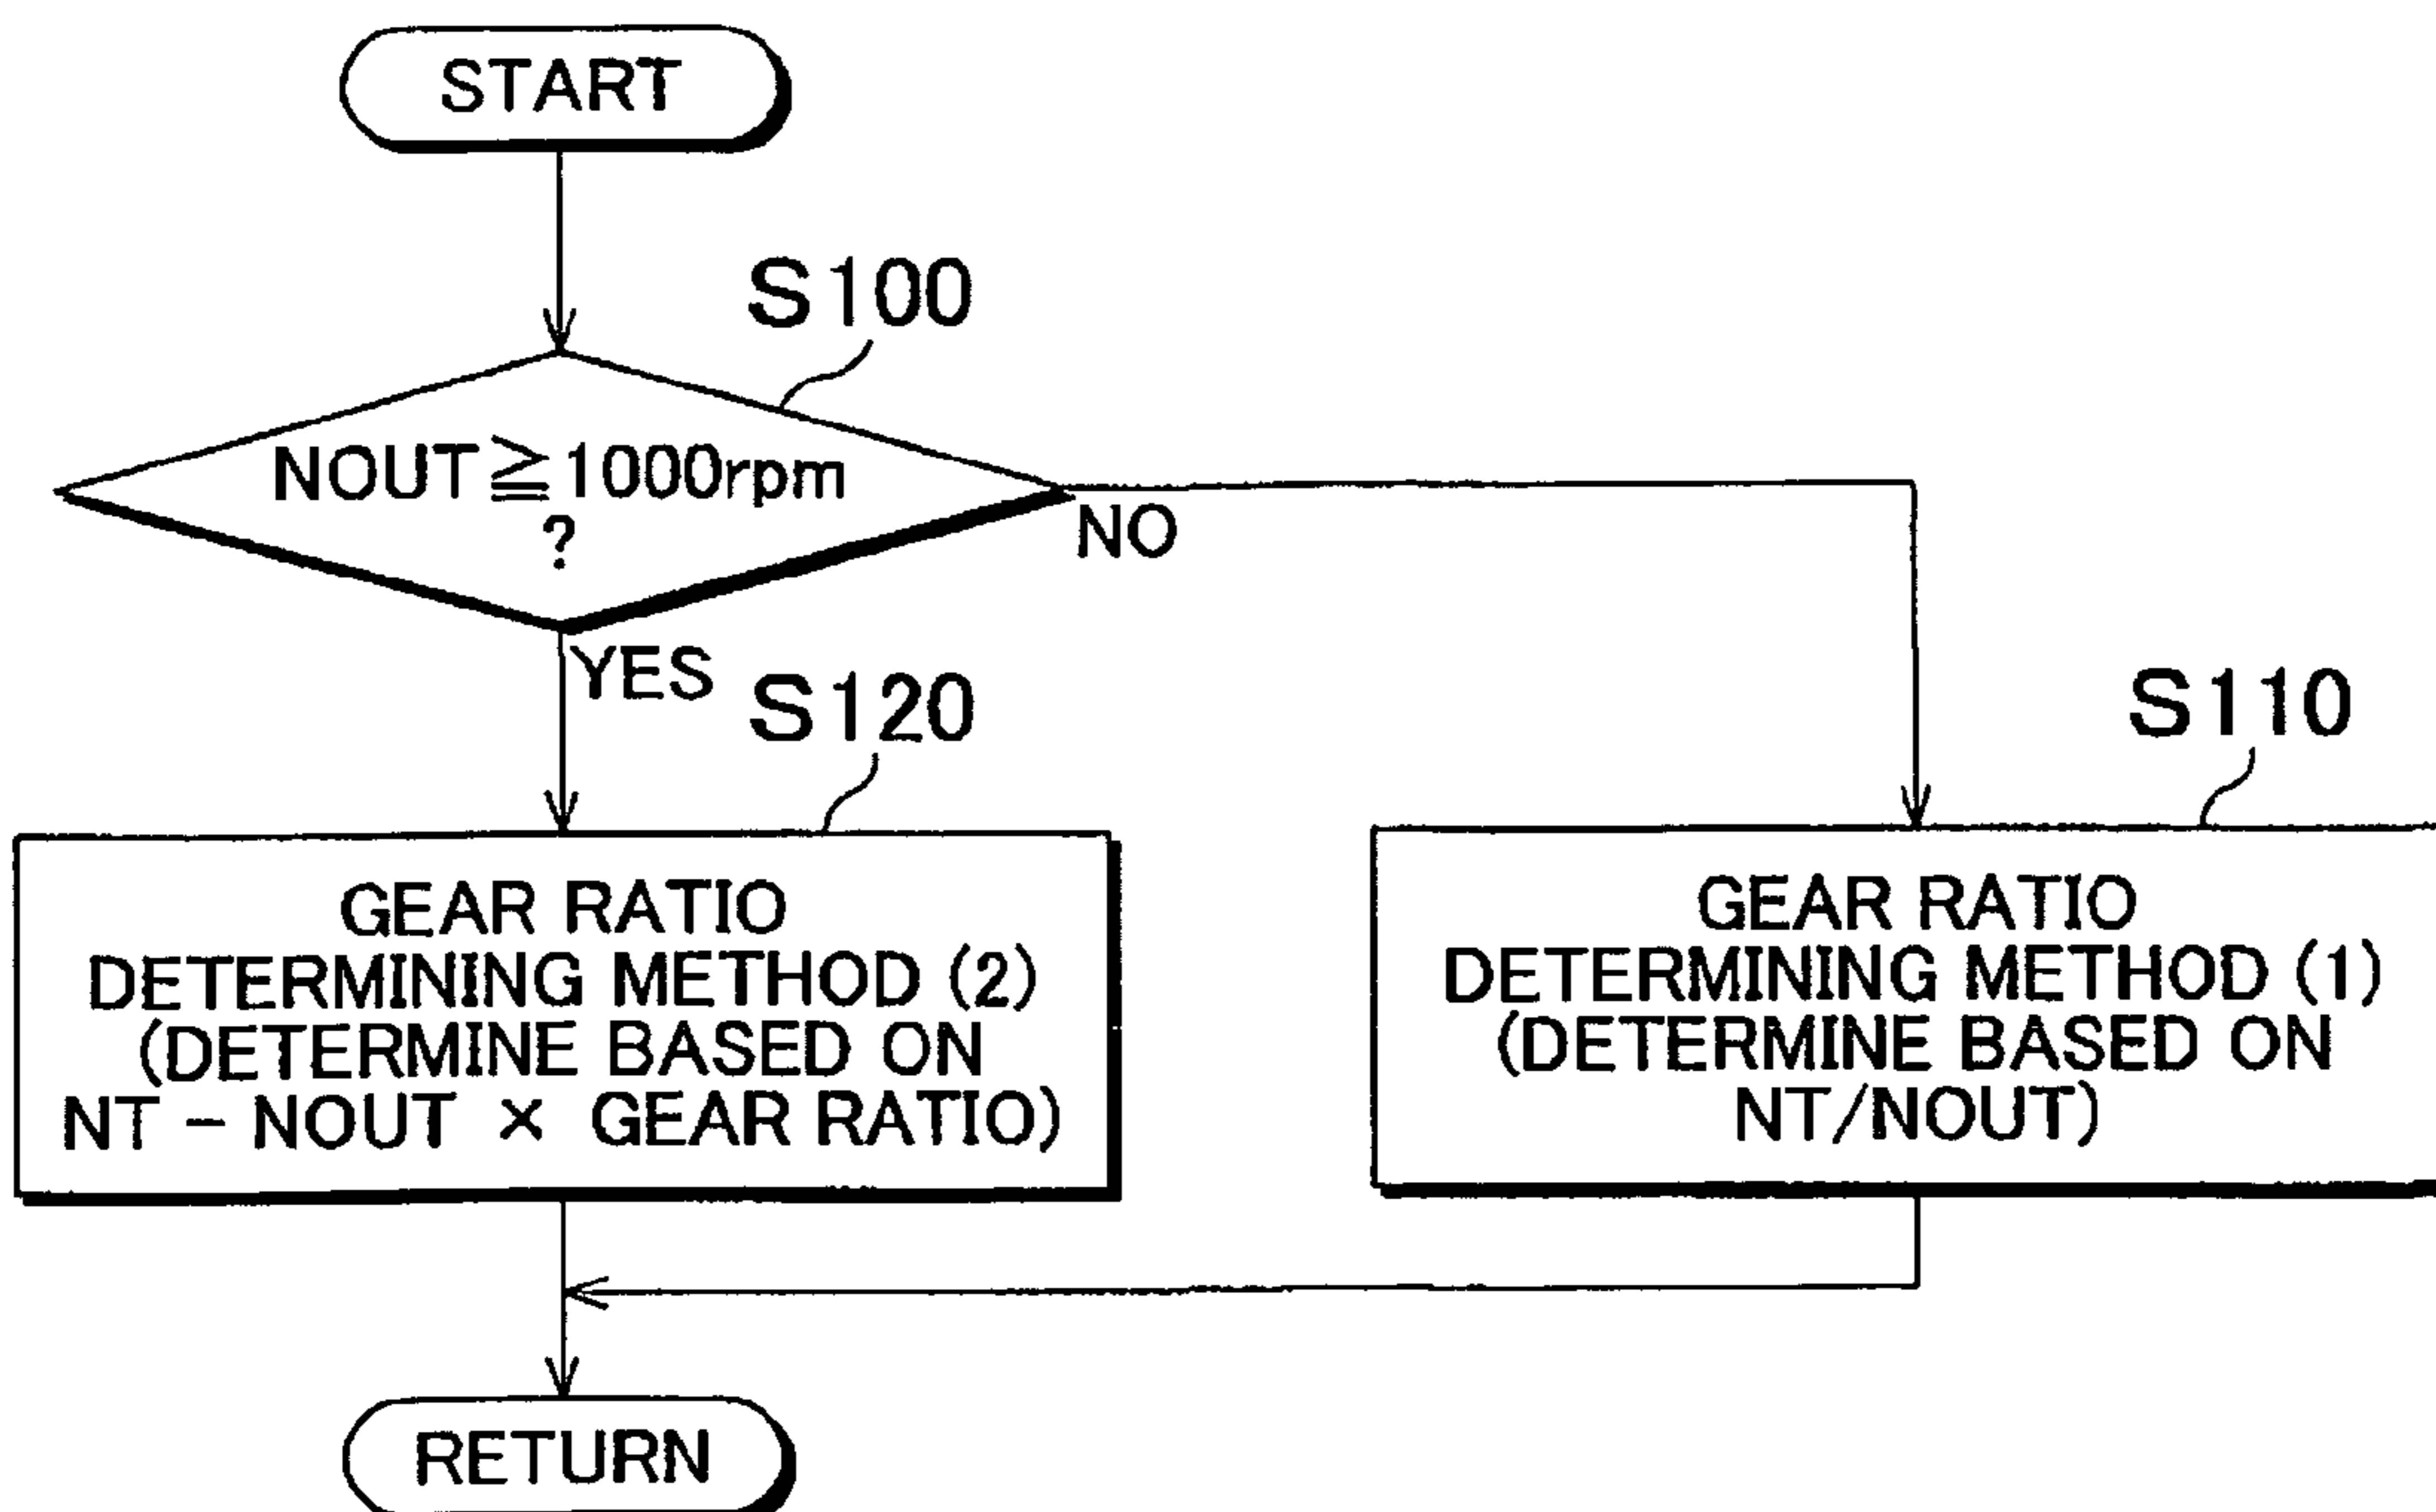 START
S100
NOUT≧1000rpm
?
NO
YES
S120
S110
GEAR RATIO
DETERMINING METHOD (2)
(DETERMINE BASED ON
NT − NOUT × GEAR RATIO)
GEAR RATIO
DETERMINING METHOD (1)
(DETERMINE BASED ON
NT/NOUT)
RETURN